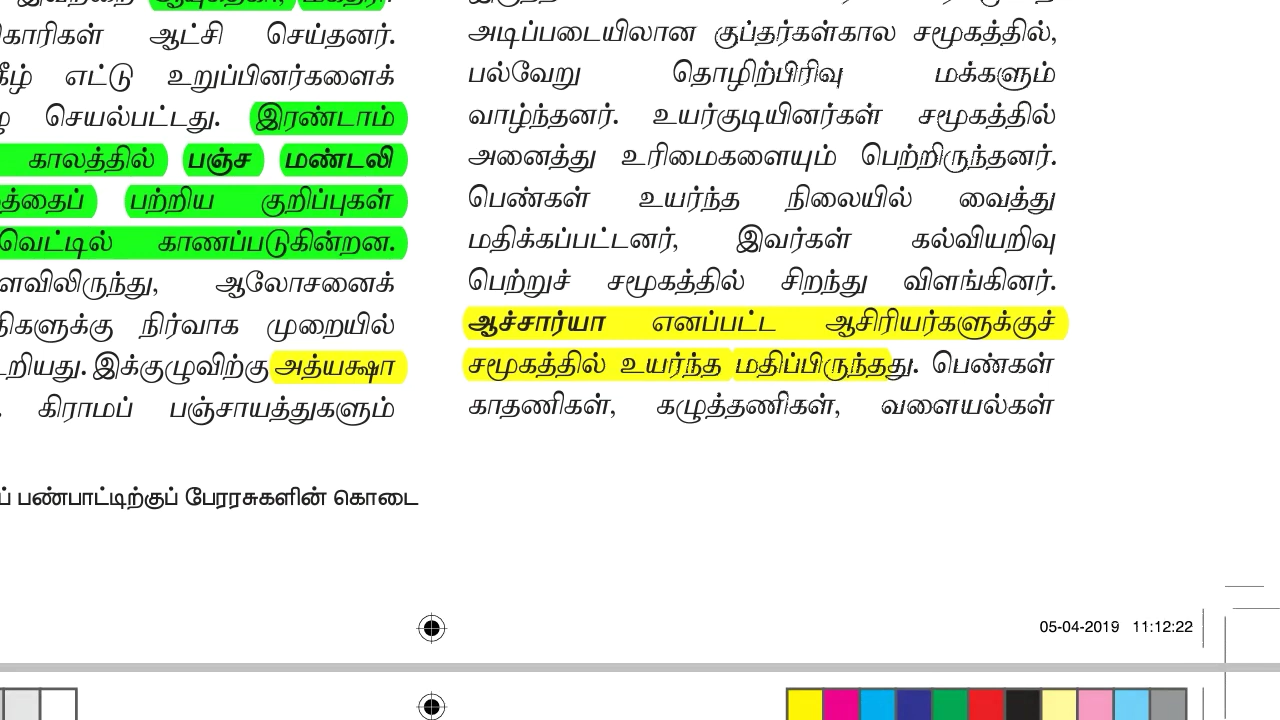 ஆயுக்தகா,
காரிகள் ஆட்சி செய்தனர்.
கீழ் எட்டு உறுப்பினர்களைக்
செயல்பட்டது. இரண்டாம்
காலத்தில் பஞ்ச மண்டலி
த்தைப் பற்றிய குறிப்புகள்
வெட்டில் காணப்படுகின்றன.
ளவிலிருந்து, ஆலோசனைக்
திகளுக்கு நிர்வாக முறையில்
றியது. இக்குழுவிற்கு அத்யக்ஷா
கிராமப் பஞ்சாயத்துகளும்
அடிப்படையிலான குப்தர்கள்கால சமூகத்தில்,
பல்வேறு தொழிற்பிரிவு மக்களும்
வாழ்ந்தனர். உயர்குடியினர்கள் சமூகத்தில்
அனைத்து உரிமைகளையும் பெற்றிருந்தனர்.
பெண்கள் உயர்ந்த நிலையில் வைத்து
மதிக்கப்பட்டனர், இவர்கள் கல்வியறிவு
பெற்றுச் சமூகத்தில் சிறந்து விளங்கினர்.
ஆச்சார்யா எனப்பட்ட ஆசிரியர்களுக்குச்
சமூகத்தில் உயர்ந்த மதிப்பிருந்தது. பெண்கள்
காதணிகள், கழுத்தணிகள், வளையல்கள்
ப் பண்பாட்டிற்குப் பேரரசுகளின் கொடை
05-04-2019 11:12:22